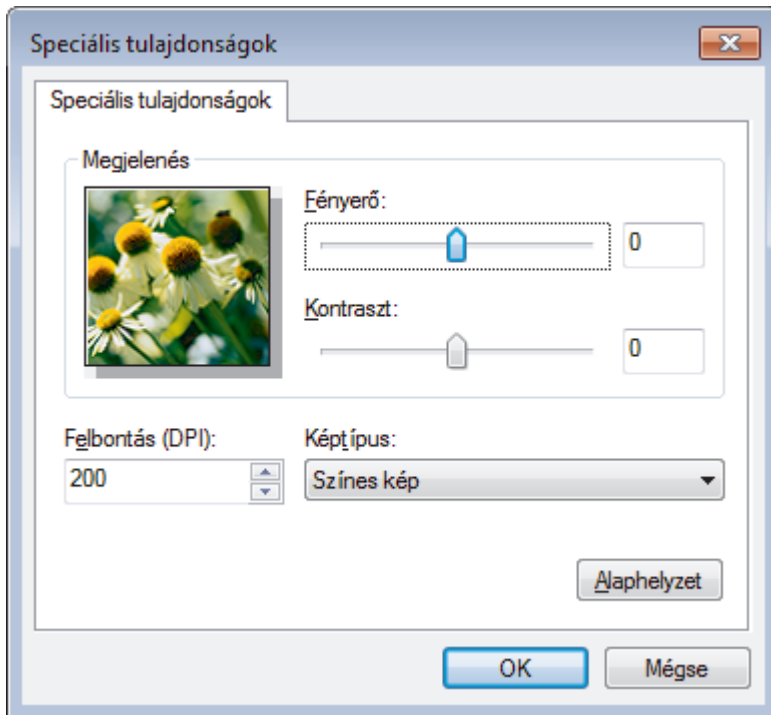 Speciális tulajdonságok
Speciális tulajdonságok
Megjelenés
Fényerő:
0
Kontraszt:
0
Felbontás (DPI):
Képtípus:
200
Színes kép
Alaphelyzet
OK
Mégse